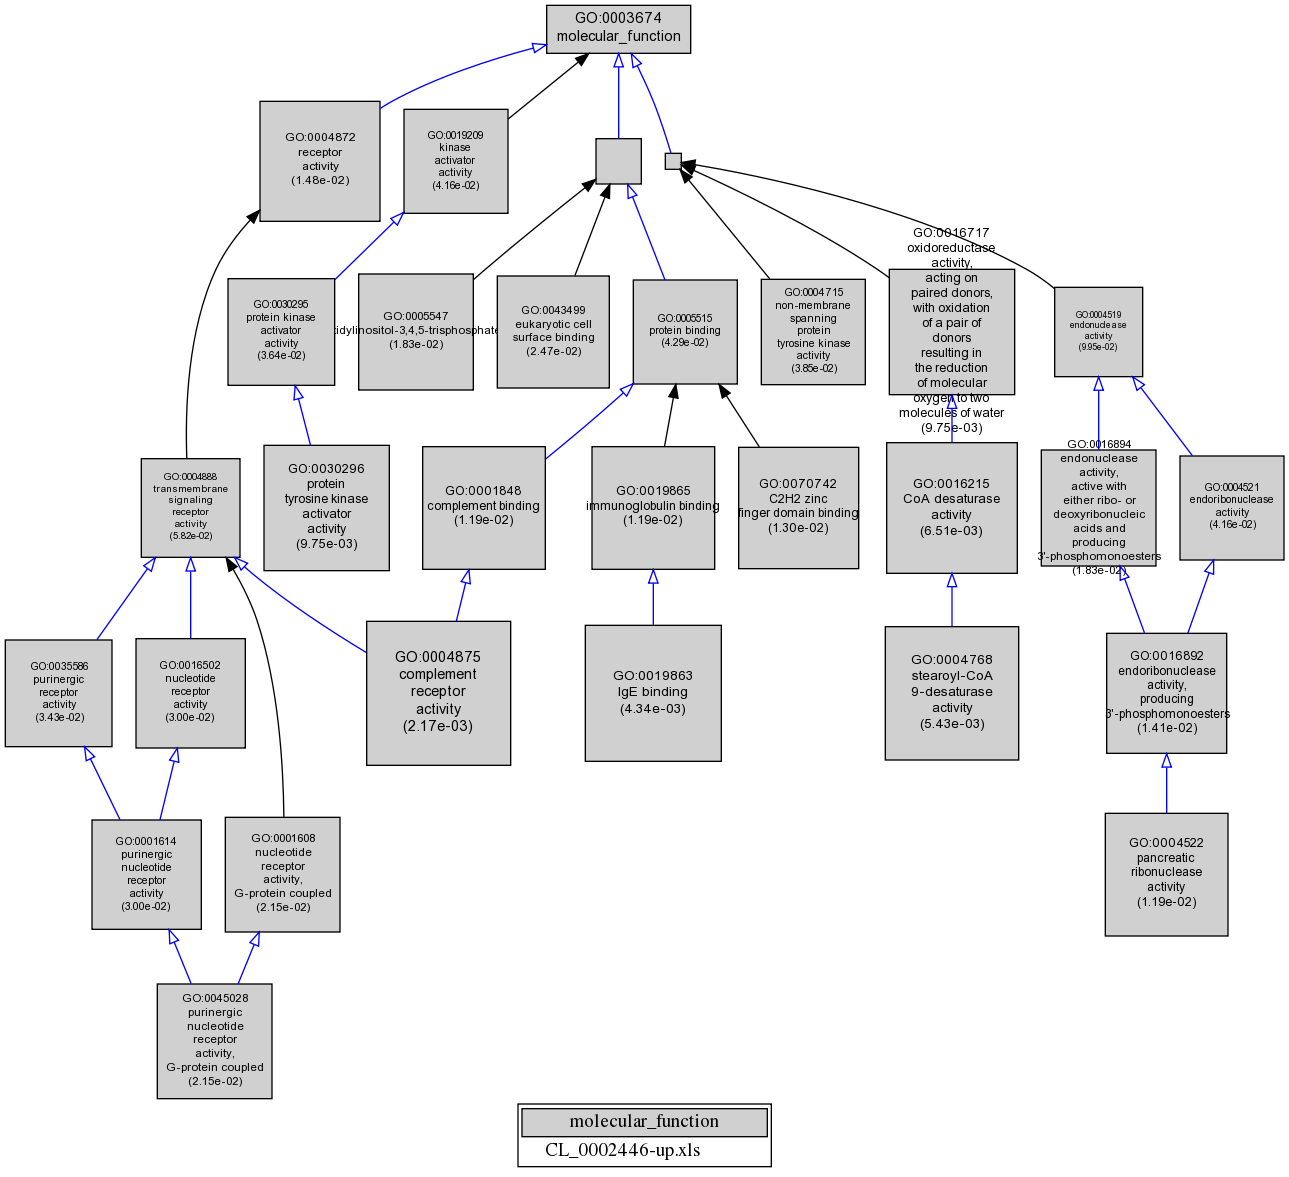 GO:0003674
molecular_function
GO:0004872
receptor
activity
(1.48e-02)
GO:0019209
kinase
activator
activity
(4.16e-02)
GO:0030295
protein kinase
activator
activity
(3.64e-02)
GO:0005547
idylinositol-3,4,5-trisphosphate
(1.83e-02)
GO:0043499
eukaryotic cell
surface binding
(2.47e-02)
GO:0005515
protein binding
(4.29e-02)
GO:0004715
non-membrane
spanning
protein
tyrosine kinase
activity
(3.85e-02)
GO:0016717
oxidoreductase
activity,
acting on
paired donors,
with oxidation
of a pair of
donors
resulting in
the reduction
of molecular
oxygen to two
molecules of water
(9.75e-03)
GO:0004519
endonuclease
activity
(9.95e-02)
GO:0004888
transmembrane
signaling
receptor
activity
(5.82e-02)
GO:0030296
protein
tyrosine kinase
activator
activity
(9.75e-03)
GO:0001848
complement binding
(1.19e-02)
GO:0019865
immunoglobulin binding
(1.19e-02)
GO:0070742
C2H2 zinc
finger domain binding
(1.30e-02)
GO:0016215
CoA desaturase
activity
(6.51e-03)
GO:0016894
endonuclease
activity,
active with
either ribo- or
deoxyribonucleic
acids and
producing
3'-phosphomonoesters
(1.83e-02)
GO:0004521
endoribonuclease
activity
(4.16e-02)
GO:0035586
purinergic
receptor
activity
(3.43e-02)
GO:0016502
nucleotide
receptor
activity
(3.00e-02)
GO:0004875
complement
receptor
activity
(2.17e-03)
GO:0019863
IgE binding
(4.34e-03)
GO:0004768
stearoyl-CoA
9-desaturase
activity
(5.43e-03)
GO:0016892
endoribonuclease
activity,
producing
3'-phosphomonoesters
(1.41e-02)
GO:0001614
purinergic
nucleotide
receptor
activity
(3.00e-02)
GO:0001608
nucleotide
receptor
activity,
G-protein coupled
(2.15e-02)
GO:0004522
pancreatic
ribonuclease
activity
(1.19e-02)
GO:0045028
purinergic
nucleotide
receptor
activity,
G-protein coupled
(2.15e-02)
molecular_function
CL_0002446-up.xls